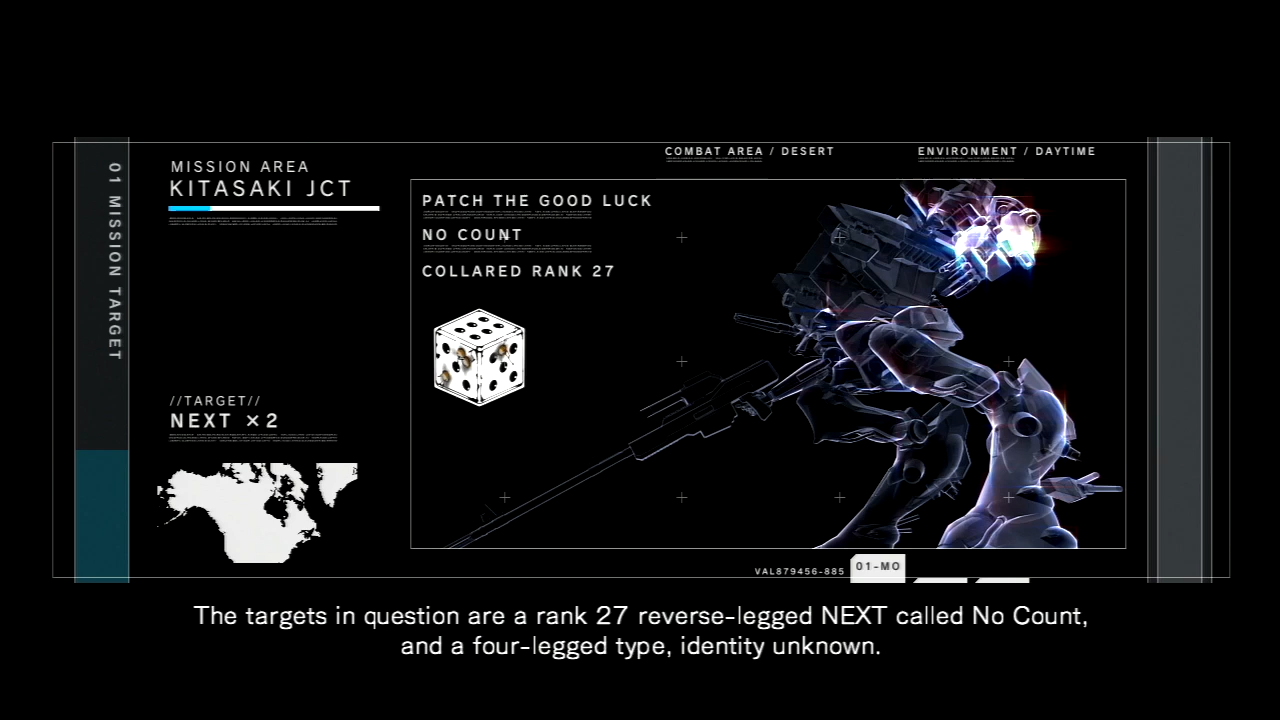 01 MISSION TARGET
MISSION AREA
KITASAKI JCT
COMBAT AREA / DESERT
ENVIRONMENT / DAYTIME
PATCH THE GOOD LUCK
NO COUNT
COLLARED RANK 27
//TARGET//
NEXT ×2
VAL879456-885
01-MO
The targets in question are a rank 27 reverse-legged NEXT called No Count,
and a four-legged type, identity unknown.